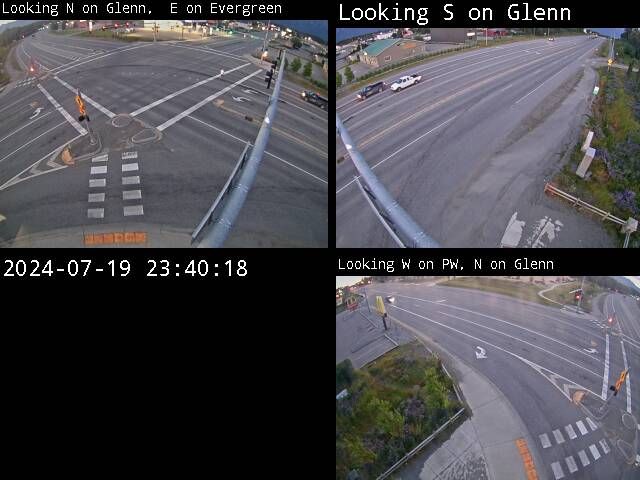 Looking N on Glenn, E on Evergreen
Looking S on Glenn
2024-07-19 23:40:18
Looking W on PW, N on Glenn